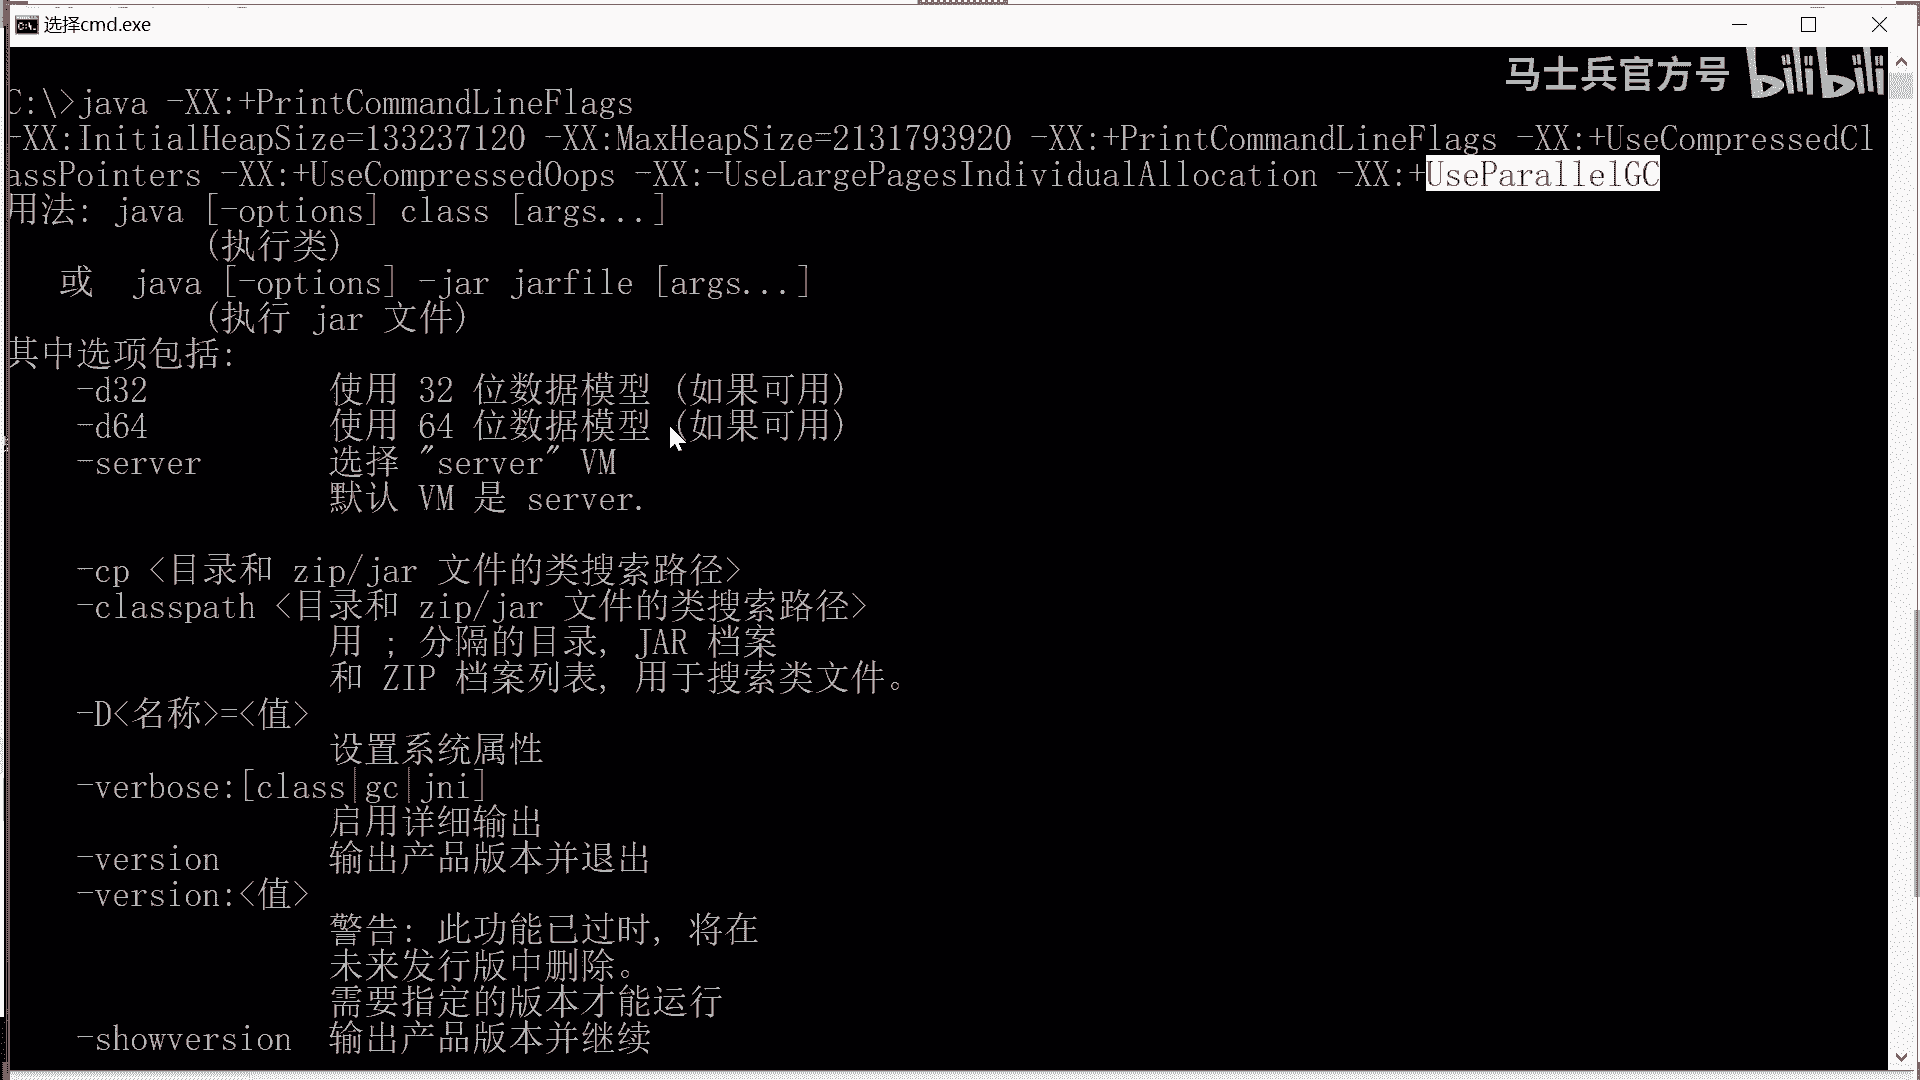 选择cmd.exe
马士兵官方号 bilibili
C:\>java -XX:+PrintCommandLineFlags
-XX:InitialHeapSize=133237120 -XX:MaxHeapSize=2131793920 -XX:+PrintCommandLineFlags -XX:+UseCompressedCl
assPointers -XX:+UseCompressedOops -XX:-UseLargePagesIndividualAllocation -XX:+UseParallelGC
用法: java [-options] class [args...]
(执行类)
或 java [-options] -jar jarfile [args...]
(执行 jar 文件)
其中选项包括:
-d32 使用 32 位数据模型 (如果可用)
-d64 使用 64 位数据模型 (如果可用)
-server 选择 "server" VM
默认 VM 是 server.
-cp <目录和 zip/jar 文件的类搜索路径>
-classpath <目录和 zip/jar 文件的类搜索路径>
用 ; 分隔的目录, JAR 档案
和 ZIP 档案列表, 用于搜索类文件。
-D<名称>=<值>
设置系统属性
-verbose:[class|gc|jni]
启用详细输出
-version 输出产品版本并退出
-version:<值>
警告: 此功能已过时, 将在
未来发行版中删除。
需要指定的版本才能运行
-showversion 输出产品版本并继续